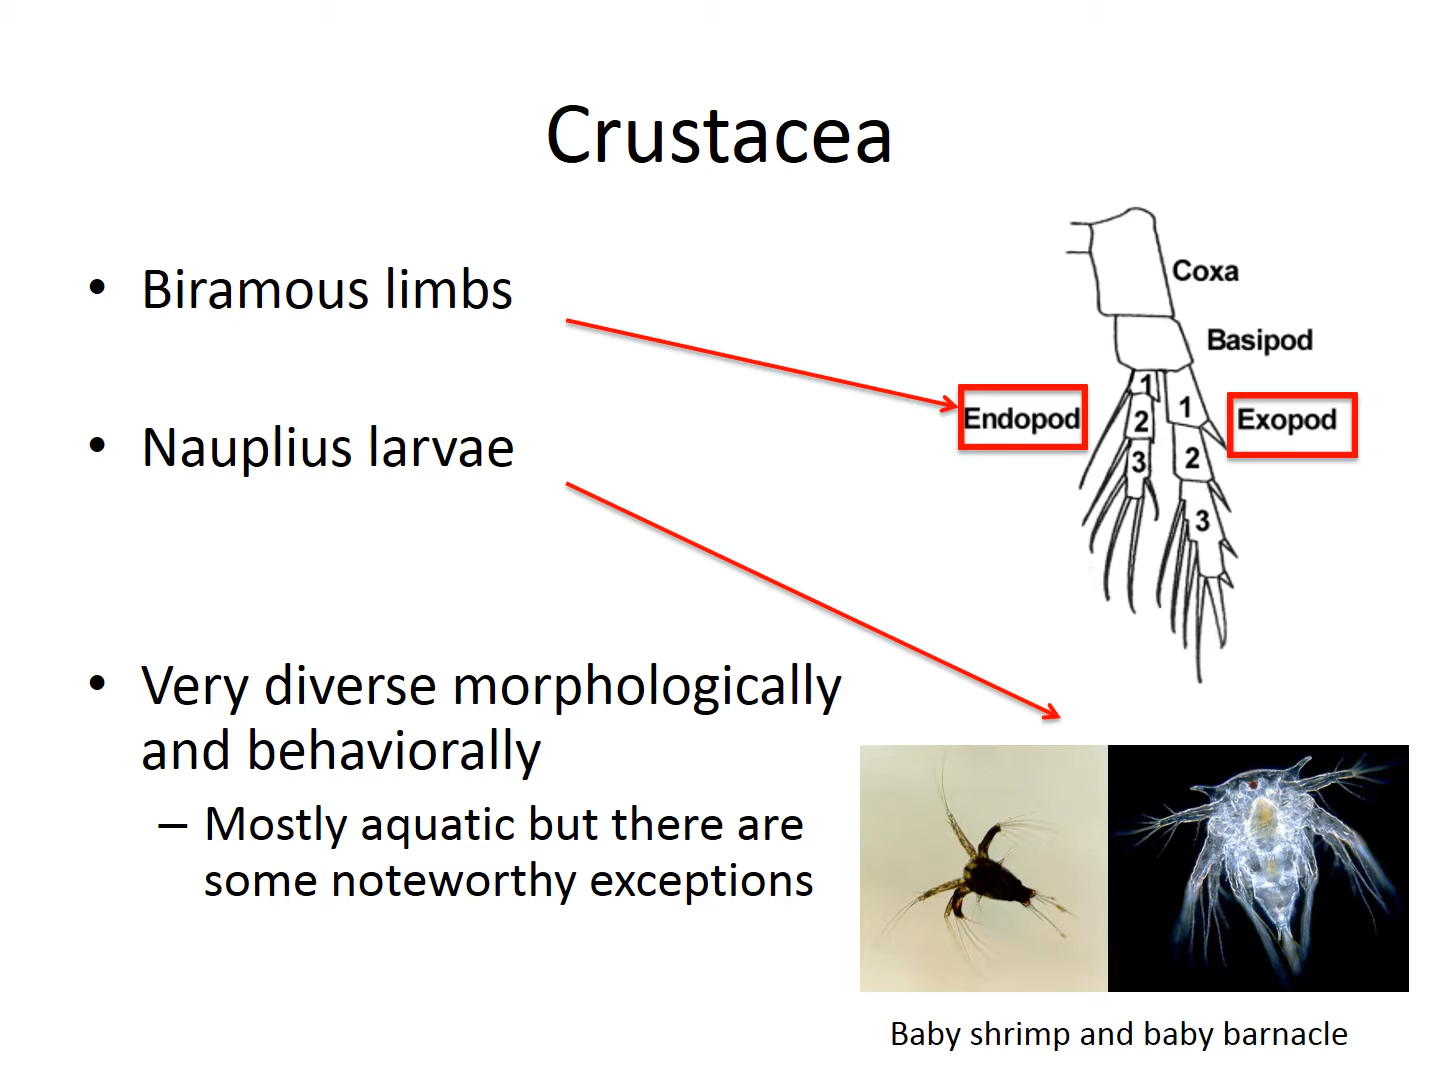 Crustacea
• Biramous limbs
• Nauplius larvae
• Very diverse morphologically
and behaviorally
– Mostly aquatic but there are
some noteworthy exceptions
Coxa
Basipod
Endopod
Exopod
1
2
3
1
2
3
Baby shrimp and baby barnacle